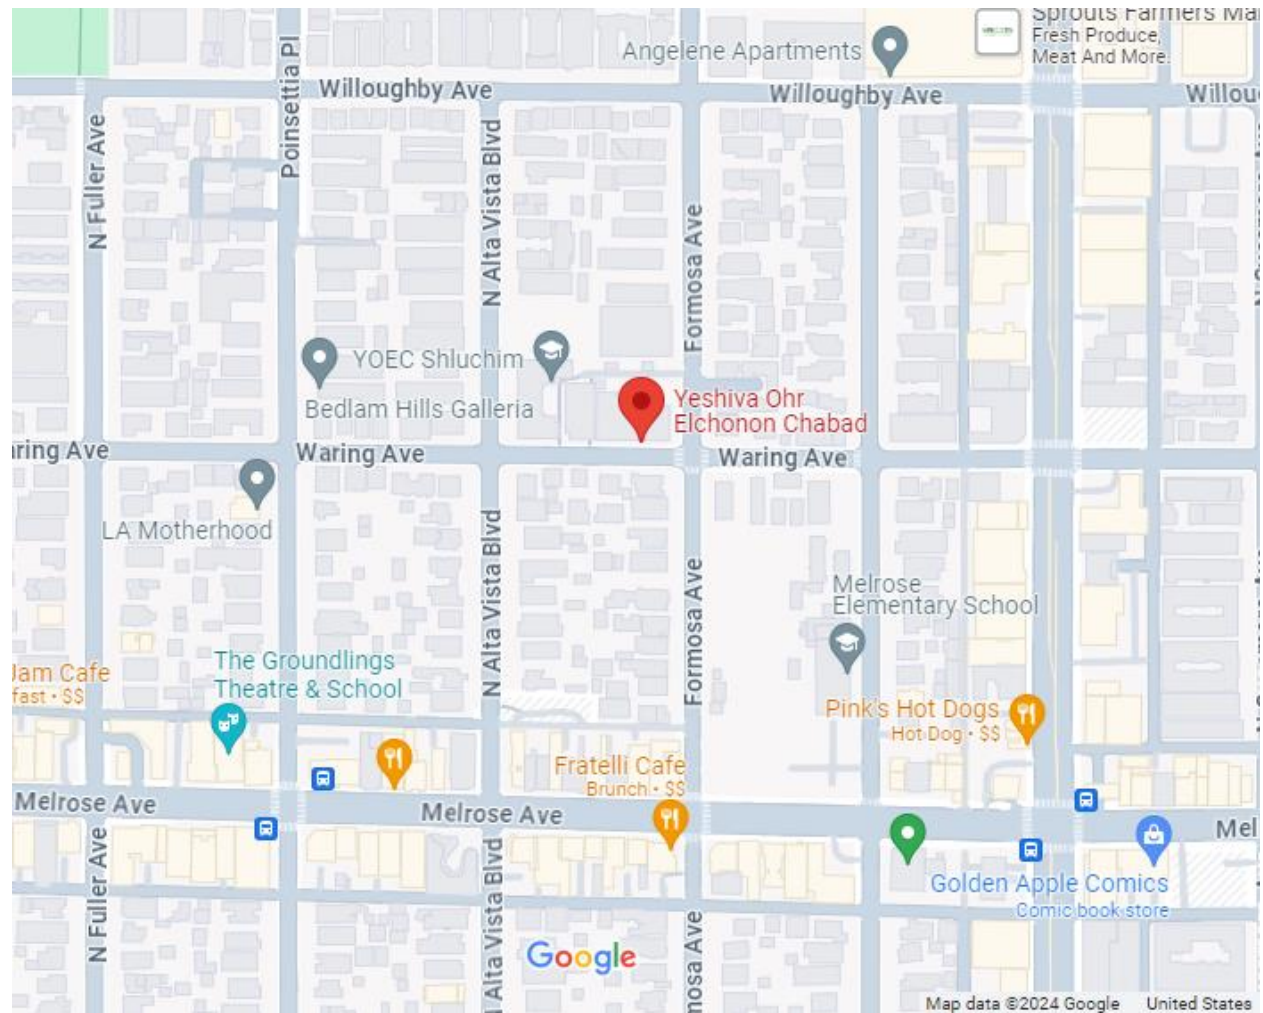 Sprouts Farmers Ma
Fresh Produce,
Meat And More.
Angelene Apartments
Willoughby Ave
Willoughby Ave
Willou
Poinsettia Pl
N Fuller Ave
N Alta Vista Blvd
Formosa Ave
YOEC Shluchim
Bedlam Hills Galleria
Yeshiva Ohr
Elchonon Chabad
aring Ave
Waring Ave
Waring Ave
LA Motherhood
N Alta Vista Blvd
Formosa Ave
Melrose
Elementary School
Jam Cafe
fast • $$
The Groundlings
Theatre & School
Pink's Hot Dogs
Hot Dog • $$
Fratelli Cafe
Brunch • $$
Melrose Ave
Melrose Ave
Mel
N Fuller Ave
N Alta Vista Blvd
mosa Ave
Golden Apple Comics
Comic book store
Google
Map data ©2024 Google
United States